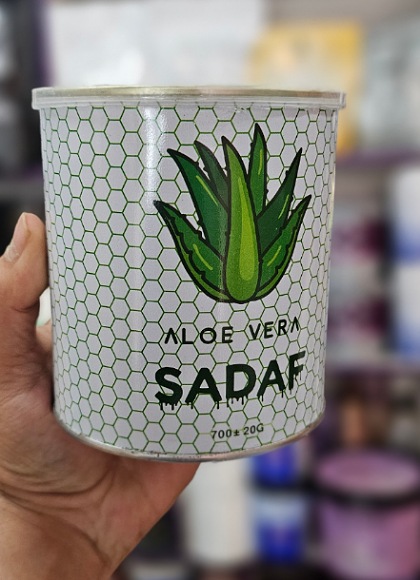 ALOE VERA
SADAF
700± 20G